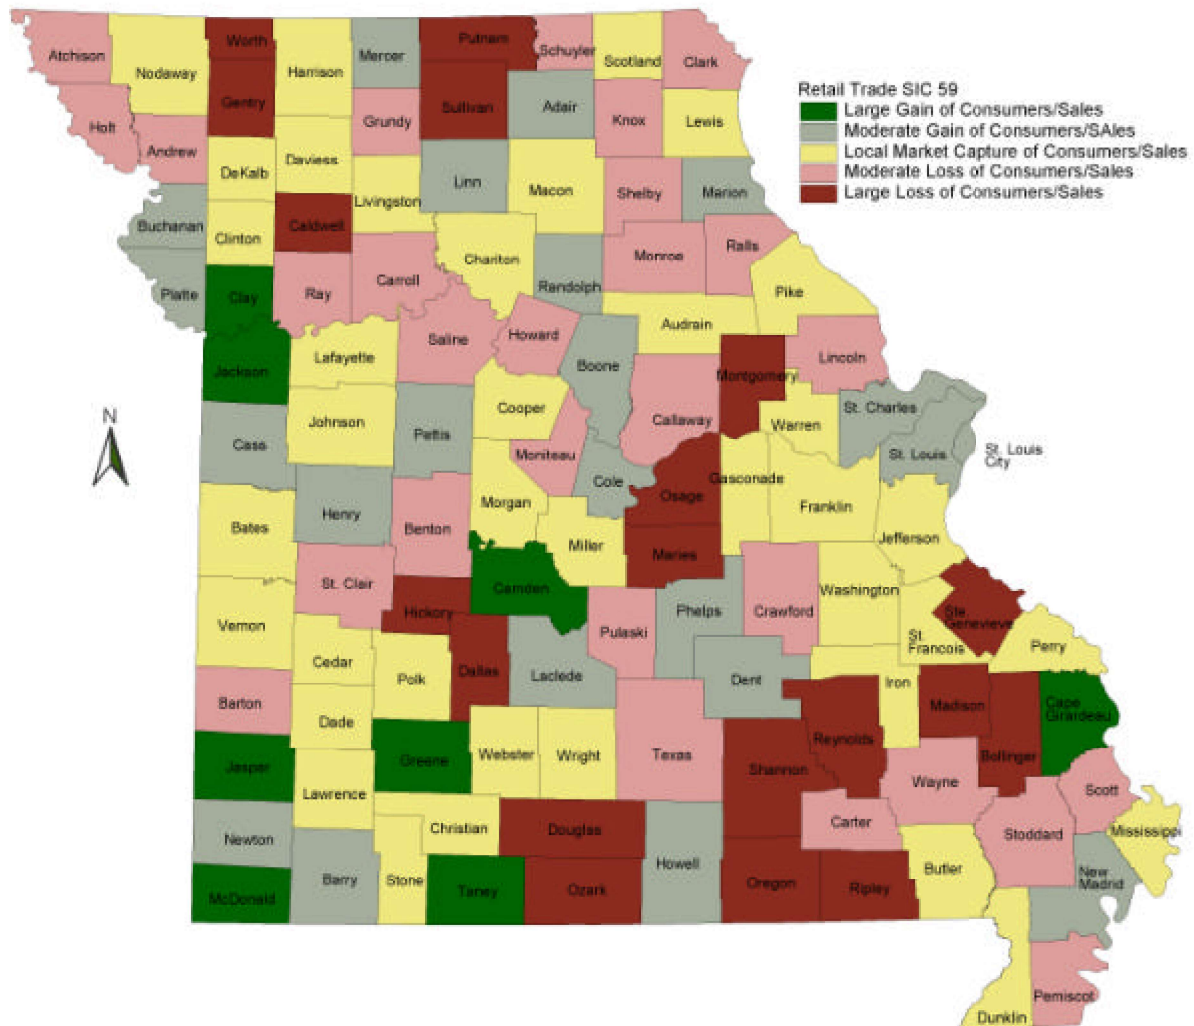 Retail Trade SIC 59
Large Gain of Consumers/Sales
Moderate Gain of Consumers/SAles
Local Market Capture of Consumers/Sales
Moderate Loss of Consumers/Sales
Large Loss of Consumers/Sales
N
Atchison
Nodaway
Worth
Harrison
Mercer
Putnam
Schuyler
Scotland
Clark
Gentry
Sullivan
Adair
Knox
Lewis
Holt
Andrew
Grundy
DeKalb
Daviess
Linn
Macon
Shelby
Marion
Livingston
Buchanan
Clinton
Caldwell
Chariton
Monroe
Ralls
Platte
Clay
Ray
Carroll
Randolph
Pike
Audrain
Saline
Howard
Lafayette
Boone
Lincoln
Jackson
Montgomery
Cooper
Callaway
Warren
St. Charles
Johnson
Pettis
Cass
Moniteau
St. Louis
St. Louis
City
Cole
Gasconade
Osage
Henry
Morgan
Franklin
Bates
Benton
Miller
Jefferson
Maries
St. Clair
Camden
Washington
Hickory
Phelps
Crawford
Ste.
Genevieve
Vernon
Pulaski
St.
Francois
Perry
Cedar
Polk
Dallas
Laclede
Dent
Iron
Barton
Madison
Cape
Girardeau
Dade
Reynolds
Jasper
Greene
Webster
Wright
Texas
Shannon
Bollinger
Wayne
Scott
Lawrence
Christian
Douglas
Carter
Stoddard
Mississippi
Newton
Howell
Butler
Barry
Stone
Taney
Ozark
Oregon
Ripley
New
Madrid
McDonald
Pemiscot
Dunklin